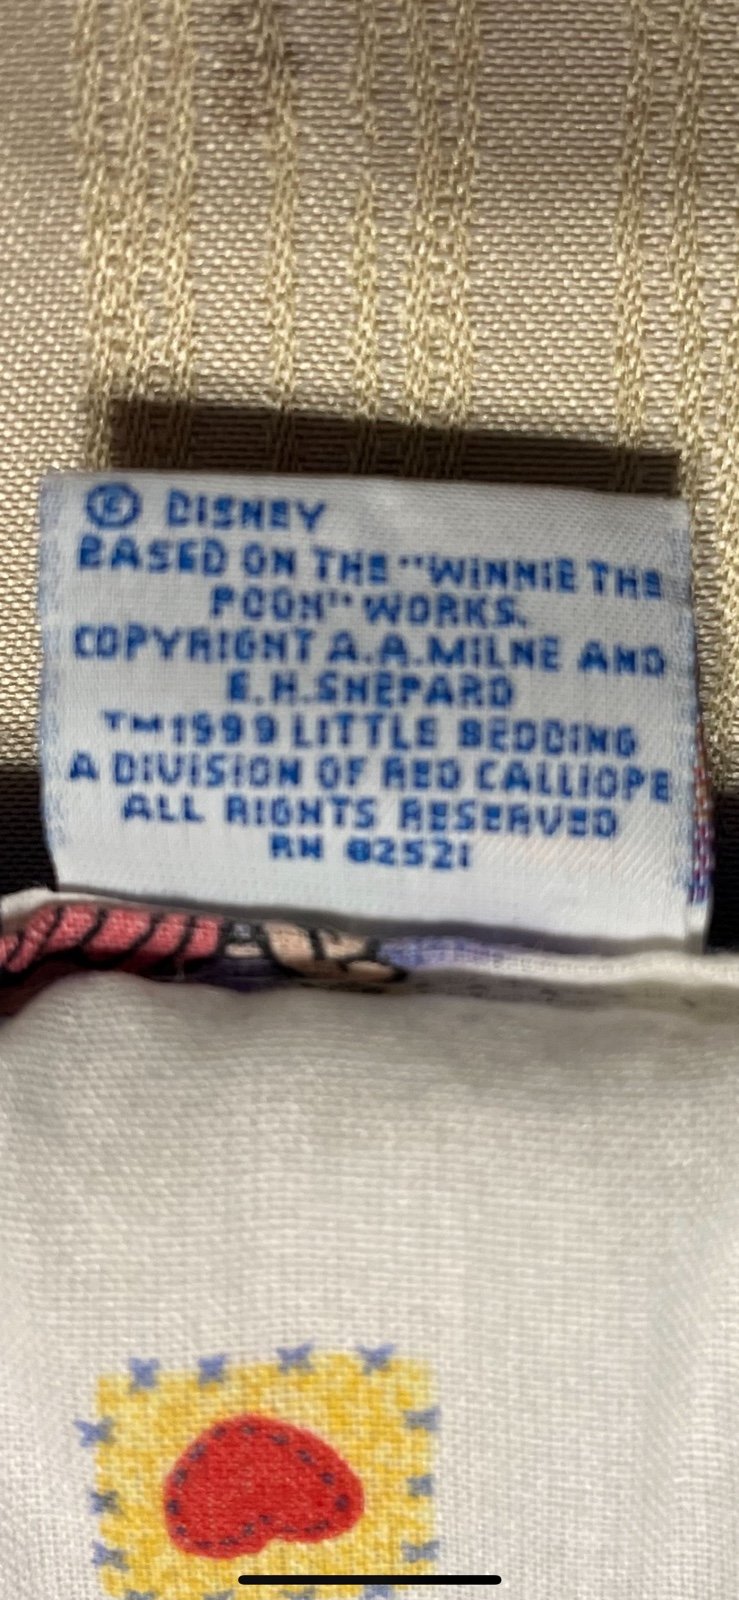 © DISNEY
BASED ON THE "WINNIE THE
POOH" WORKS.
COPYRIGHT A.A.MILNE AND
E.H.SHEPARD
™1999 LITTLE BEDDING
A DIVISION OF RED CALLIOPE
ALL RIGHTS RESERVED
RN 82521